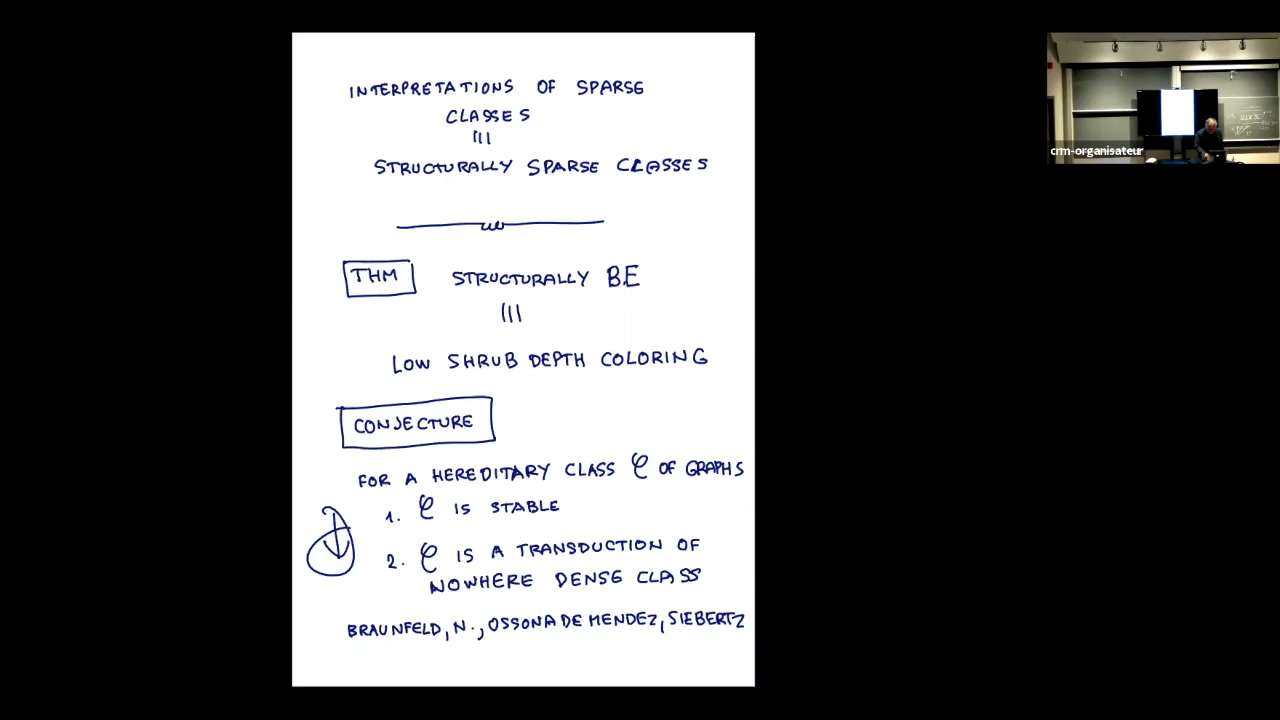 INTERPRETATIONS OF SPARSE
CLASSES
|||
STRUCTURALLY SPARSE CLASSES
THM STRUCTURALLY BE
|||
LOW SHRUB DEPTH COLORING
CONJECTURE
FOR A HEREDITARY CLASS 𝒞 OF GRAPHS
1. 𝒞 IS STABLE
2. 𝒞 IS A TRANSDUCTION OF
NOWHERE DENSE CLASS
BRAUNFELD, N., OSSONA DE MENDEZ, SIEBERTZ
crm-organisateur